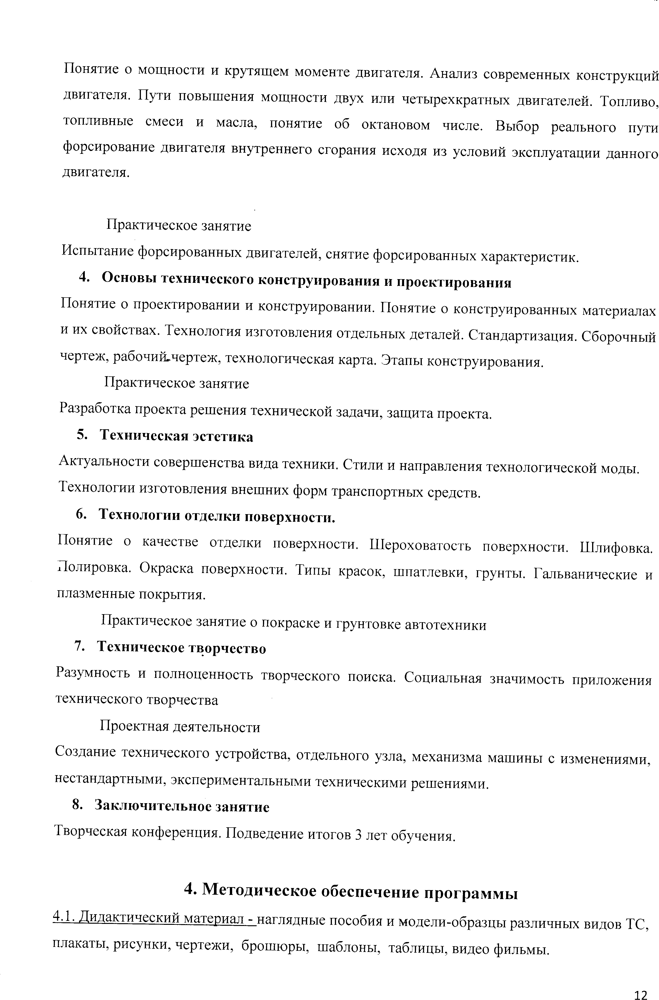 Понятие о мощности и крутящем моменте двигателя. Анализ современных конструкций
двигателя. Пути повышения мощности двух или четырехкратных двигателей. Топливо,
топливные смеси и масла, понятие об октановом числе. Выбор реального пути
форсирование двигателя внутреннего сгорания исходя из условий эксплуатации данного
двигателя.
Практическое занятие
Испытание форсированных двигателей, снятие форсированных характеристик.
4. Основы технического конструирования и проектирования
Понятие о проектировании и конструировании. Понятие о конструированных материалах
и их свойствах. Технология изготовления отдельных деталей. Стандартизация. Сборочный
чертеж, рабочий чертеж, технологическая карта. Этапы конструирования.
Практическое занятие
Разработка проекта решения технической задачи, защита проекта.
5. Техническая эстетика
Актуальности совершенства вида техники. Стили и направления технологической моды.
Технологии изготовления внешних форм транспортных средств.
6. Технологии отделки поверхности.
Понятие о качестве отделки поверхности. Шероховатость поверхности. Шлифовка.
Полировка. Окраска поверхности. Типы красок, шпатлевки, грунты. Гальванические и
плазменные покрытия.
Практическое занятие о покраске и грунтовке автотехники
7. Техническое творчество
Разумность и полноценность творческого поиска. Социальная значимость приложения
технического творчества
Проектная деятельности
Создание технического устройства, отдельного узла, механизма машины с изменениями,
нестандартными, экспериментальными техническими решениями.
8. Заключительное занятие
Творческая конференция. Подведение итогов 3 лет обучения.
4. Методическое обеспечение программы
4.1. Дидактический материал - наглядные пособия и модели-образцы различных видов ТС,
плакаты, рисунки, чертежи, брошюры, шаблоны, таблицы, видео фильмы.
12